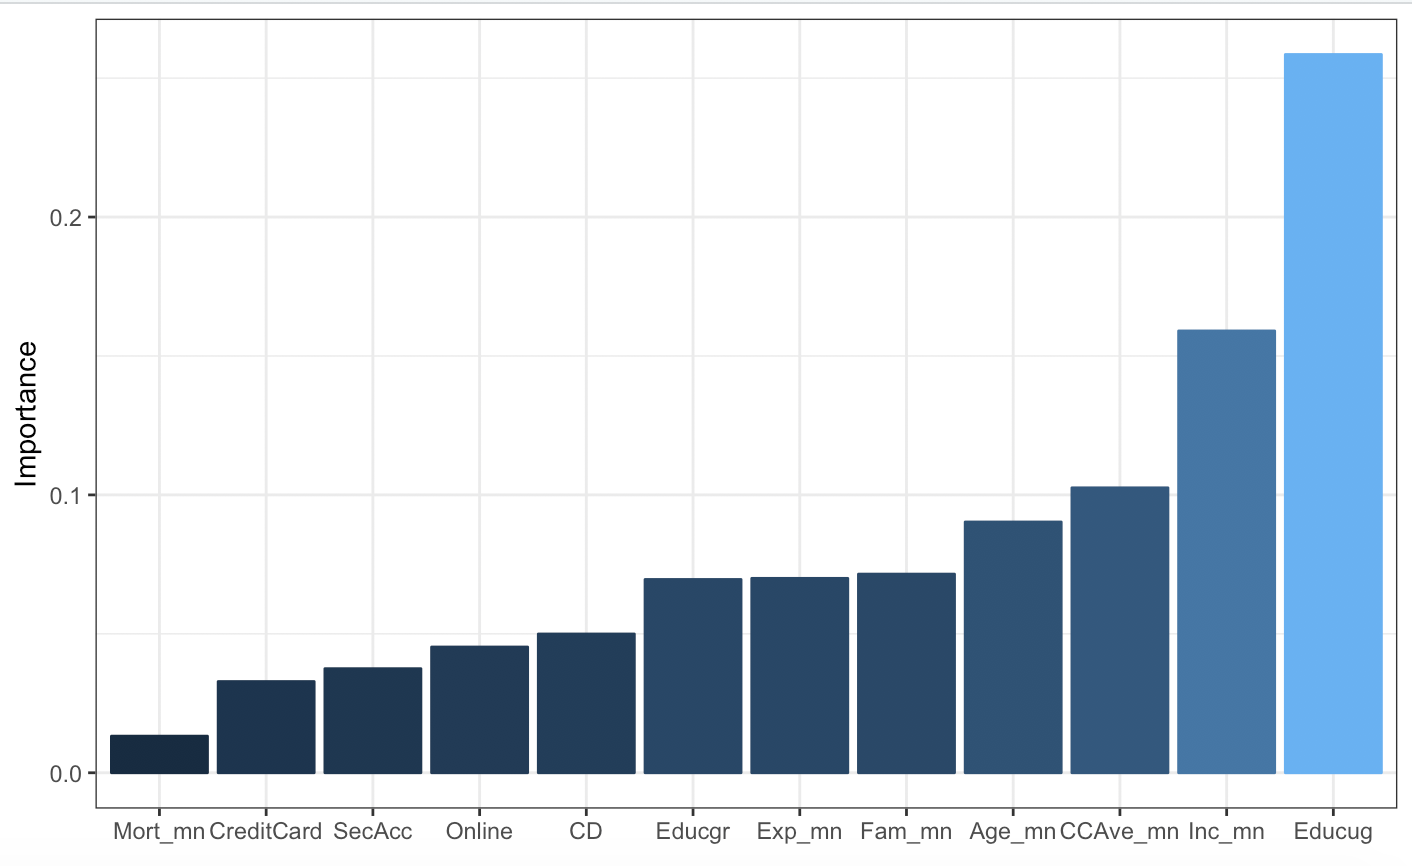 Importance
0.2
0.1
0.0
Mort_mn CreditCard SecAcc Online CD Educgr Exp_mn Fam_mn Age_mn CCAve_mn Inc_mn Educug